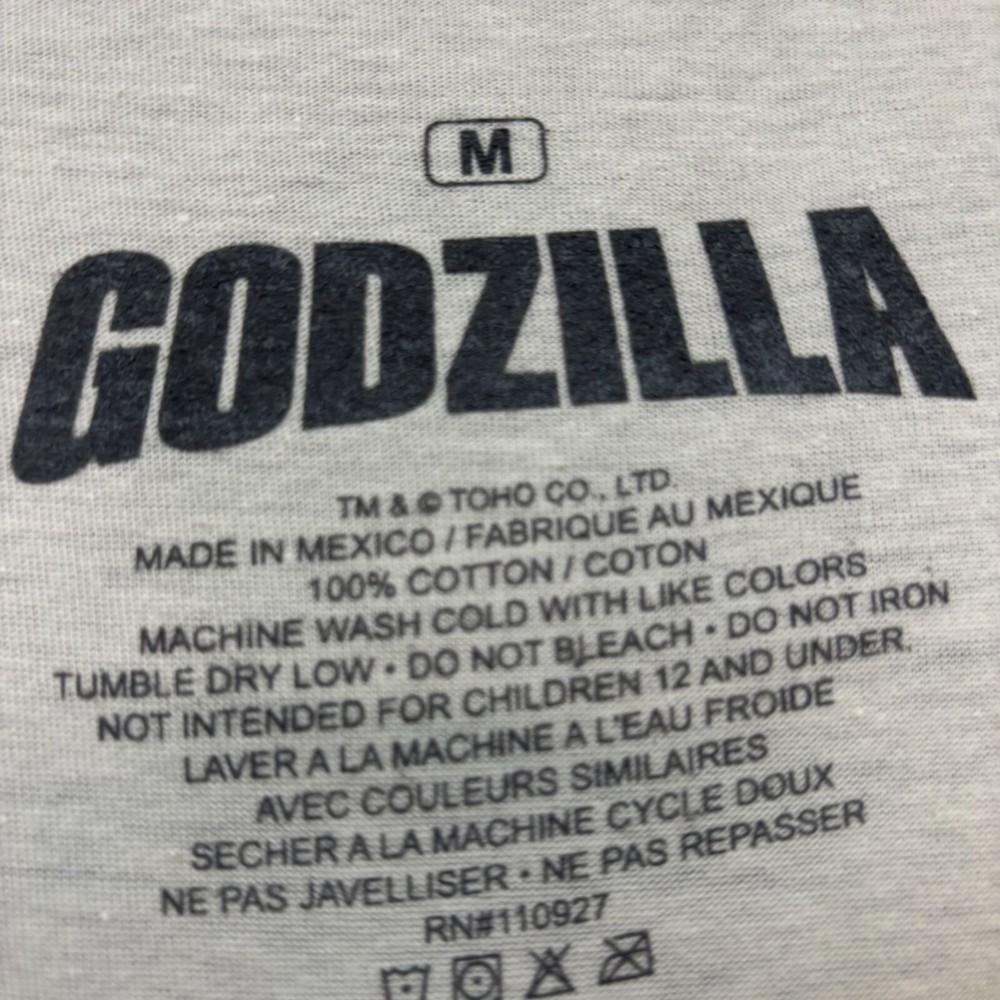 M
GODZILLA
TM & © TOHO CO., LTD.
MADE IN MEXICO / FABRIQUE AU MEXIQUE
100% COTTON / COTON
MACHINE WASH COLD WITH LIKE COLORS
TUMBLE DRY LOW • DO NOT BLEACH • DO NOT IRON
NOT INTENDED FOR CHILDREN 12 AND UNDER.
LAVER A LA MACHINE A L'EAU FROIDE
AVEC COULEURS SIMILAIRES
SECHER A LA MACHINE CYCLE DOUX
NE PAS JAVELLISER • NE PAS REPASSER
RN#110927